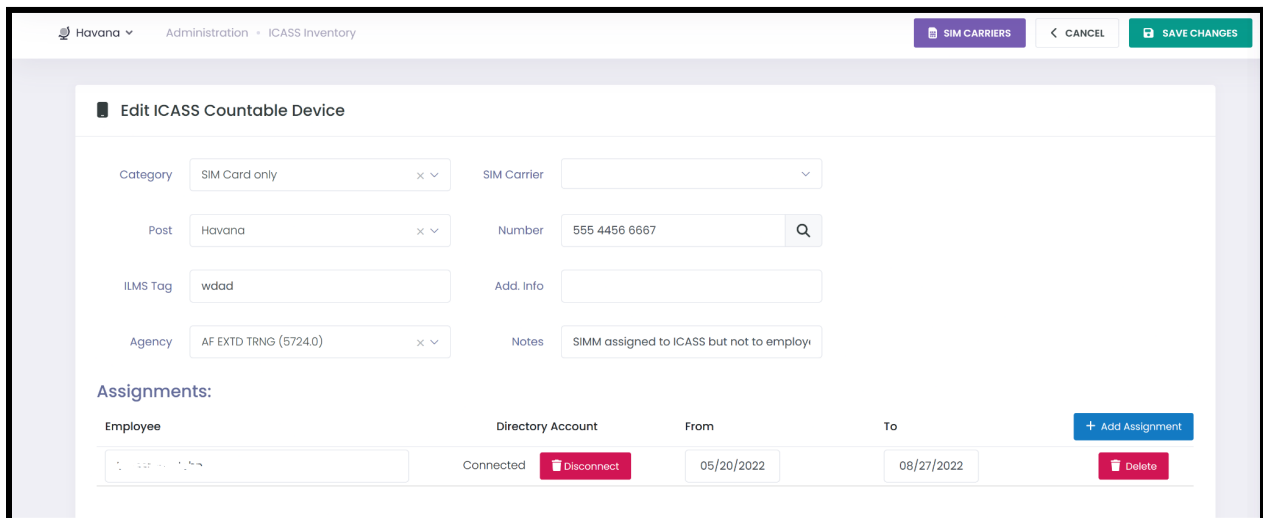 Havana Administration • ICASS Inventory SIM CARRIERS CANCEL SAVE CHANGES
Edit ICASS Countable Device
Category SIM Card only SIM Carrier
Post Havana Number 555 4456 6667
ILMS Tag wdad Add. Info
Agency AF EXTD TRNG (5724.0) Notes SIMM assigned to ICASS but not to employ
Assignments:
Employee Directory Account From To + Add Assignment
Connected Disconnect 05/20/2022 08/27/2022 Delete